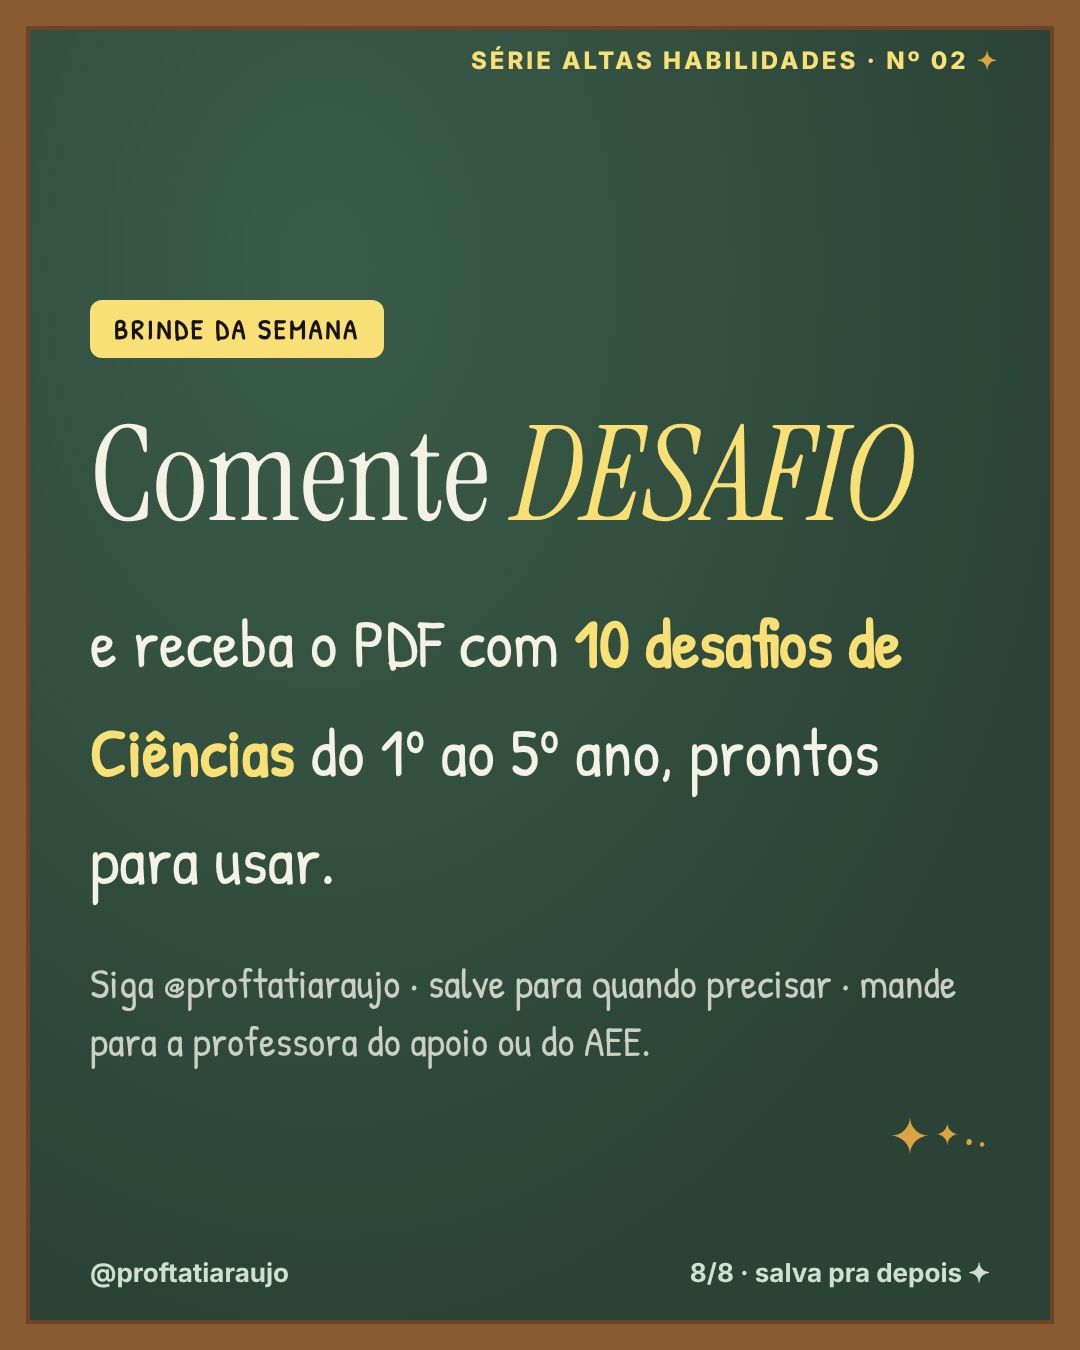 SÉRIE ALTAS HABILIDADES · Nº 02 ✦
BRINDE DA SEMANA
Comente DESAFIO
e receba o PDF com 10 desafios de
Ciências do 1º ao 5º ano, prontos
para usar.
Siga @proftatiaraujo · salve para quando precisar · mande
para a professora do apoio ou do AEE.
@proftatiaraujo
8/8 · salva pra depois ✦